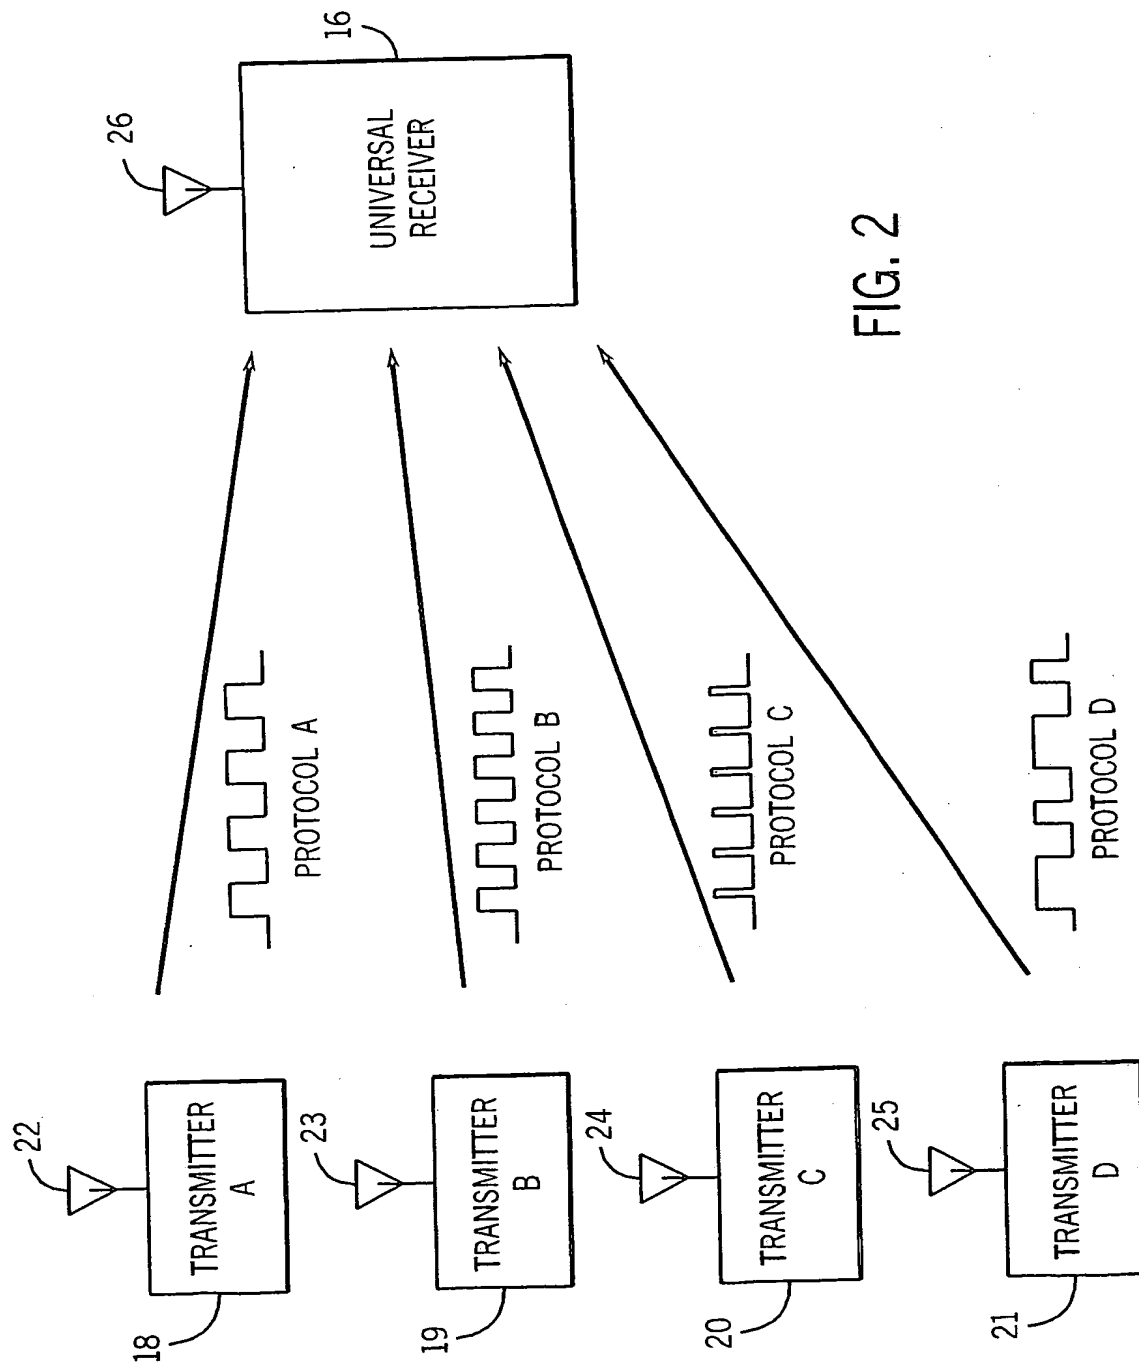 22
18
TRANSMITTER
A
PROTOCOL A
26
16
UNIVERSAL
RECEIVER
23
19
TRANSMITTER
B
PROTOCOL B
24
20
TRANSMITTER
C
PROTOCOL C
25
21
TRANSMITTER
D
PROTOCOL D
FIG. 2